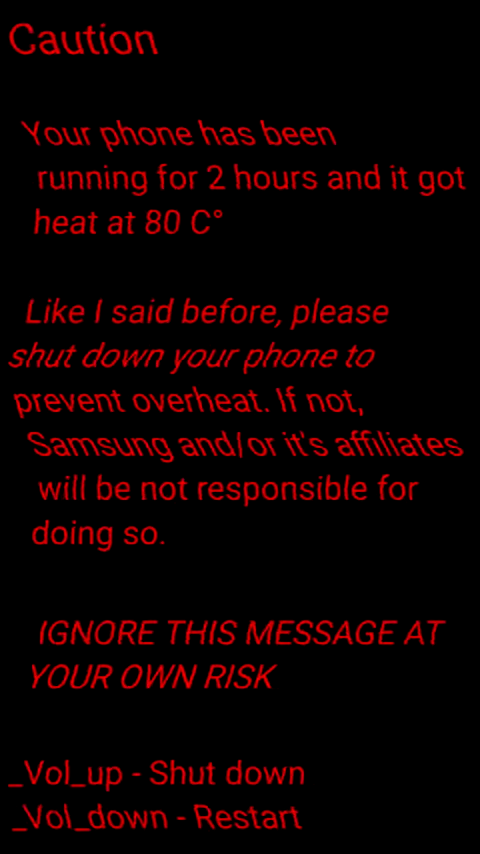 Caution
Your phone has been
running for 2 hours and it got
heat at 80 C°
Like I said before, please
shut down your phone to
prevent overheat. If not,
Samsung and/or it's affiliates
will be not responsible for
doing so.
IGNORE THIS MESSAGE AT
YOUR OWN RISK
_Vol_up - Shut down
_Vol_down - Restart